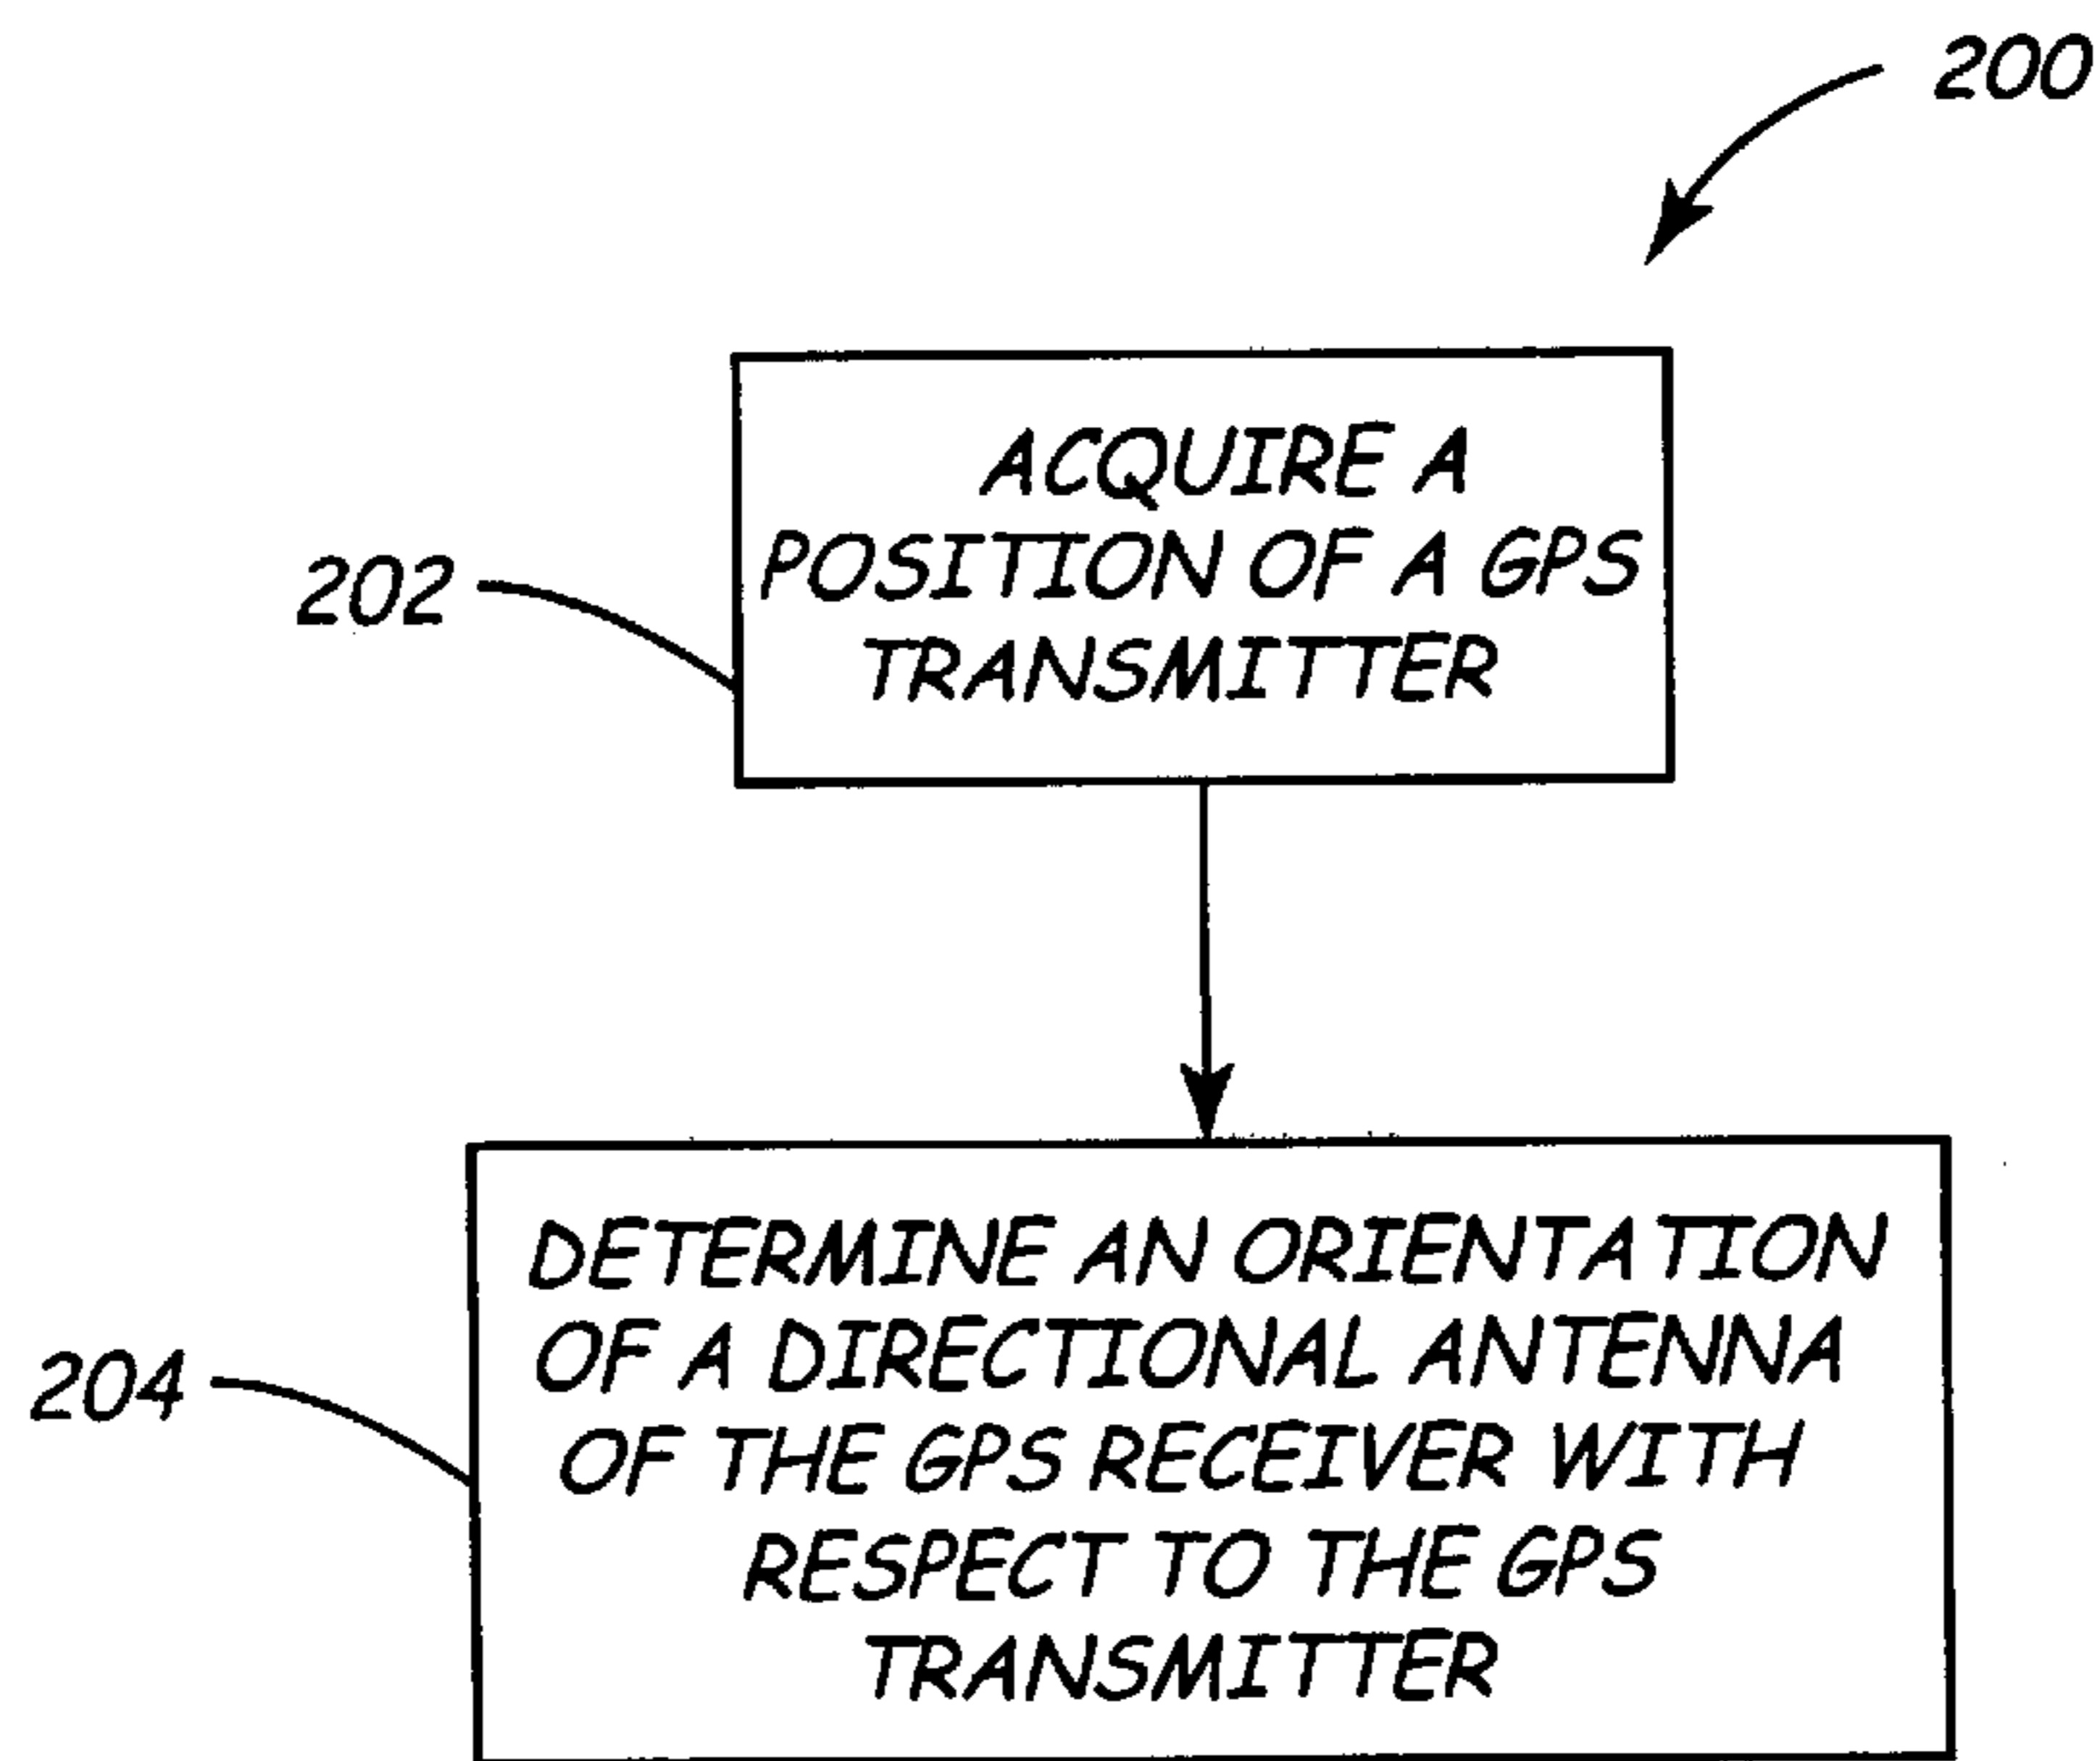 200
ACQUIRE A
POSITION OF A GPS
TRANSMITTER
202
DETERMINE AN ORIENTATION
OF A DIRECTIONAL ANTENNA
OF THE GPS RECEIVER WITH
RESPECT TO THE GPS
TRANSMITTER
204